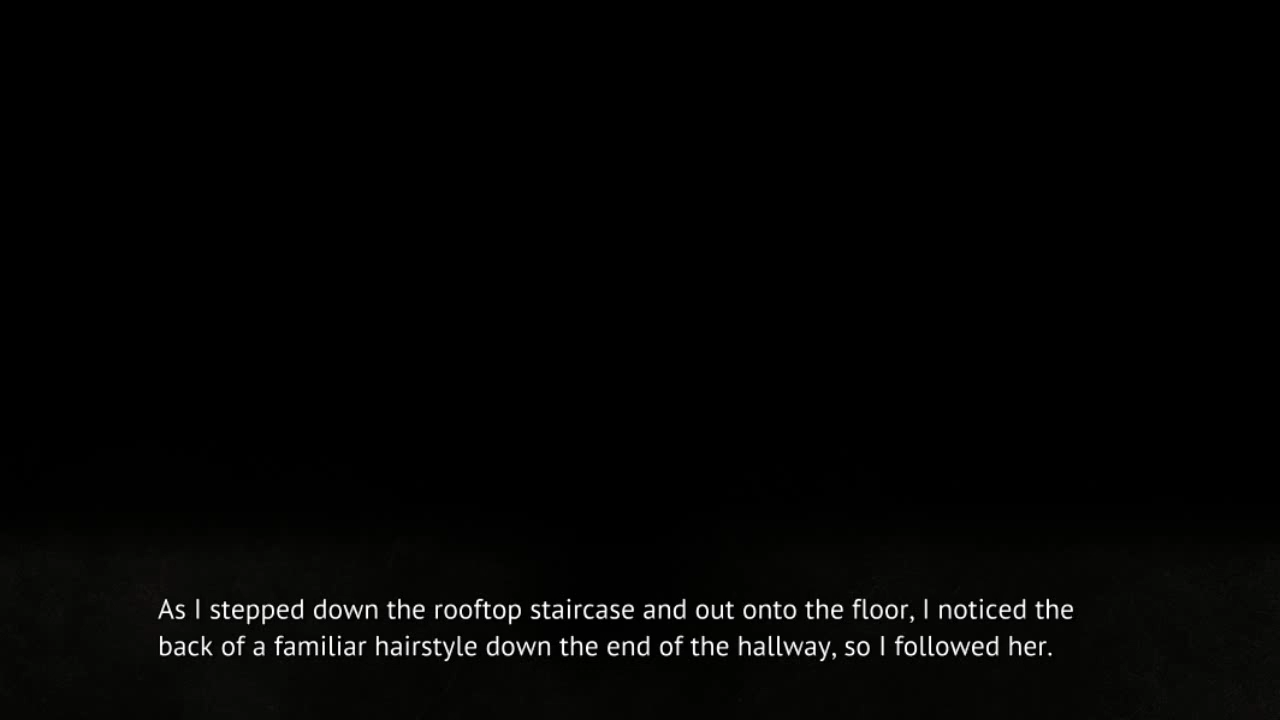 As I stepped down the rooftop staircase and out onto the floor, I noticed the
back of a familiar hairstyle down the end of the hallway, so I followed her.